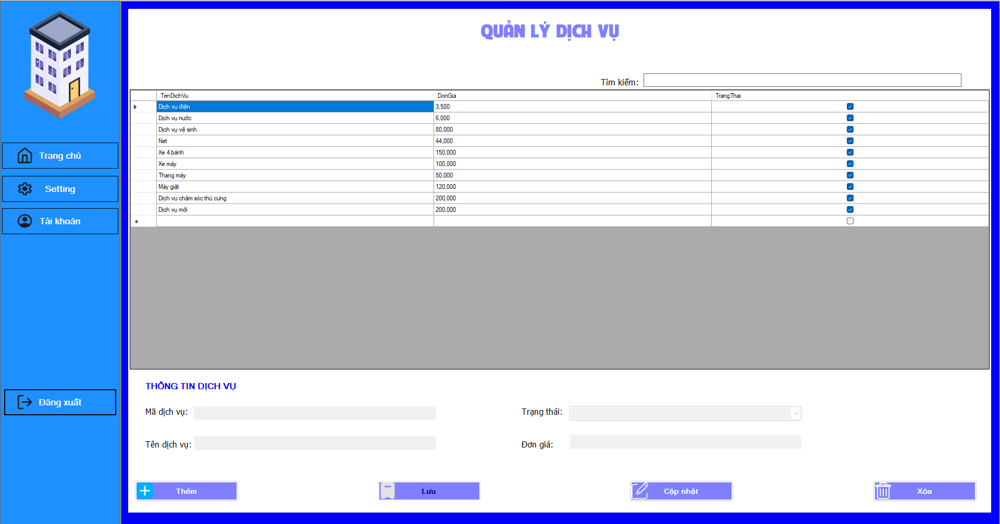 QUẢN LÝ DỊCH VỤ
Tìm kiếm:
TenDichVu DonGia TrangThai
Dịch vụ điện 3,500
Dịch vụ nước 6,000
Dịch vụ vệ sinh 80,000
Net 44,000
Xe 4 bánh 150,000
Xe máy 100,000
Thang máy 50,000
Máy giặt 120,000
Dịch vụ chăm sóc thú cưng 200,000
Dịch vụ mới 200,000
Trang chủ
Setting
Tài khoản
Đăng xuất
THÔNG TIN DỊCH VỤ
Mã dịch vụ: Trạng thái:
Tên dịch vụ: Đơn giá:
Thêm Lưu Cập nhật Xóa